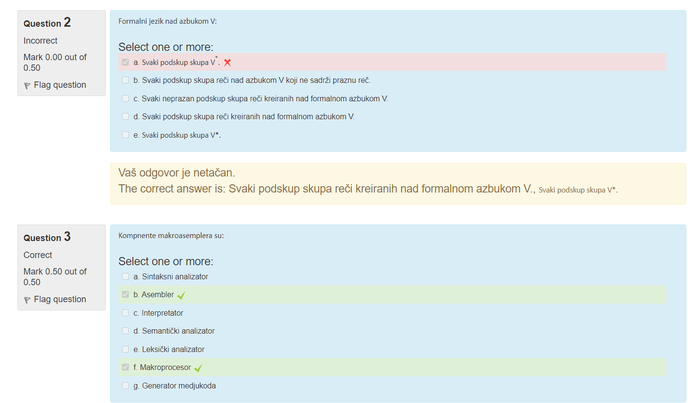 Question 2
Incorrect
Mark 0.00 out of
0.50
Flag question
Formalni jezik nad azbukom V:
Select one or more:
a. Svaki podskup skupa V⁺.
b. Svaki podskup skupa reči nad azbukom V koji ne sadrži praznu reč.
c. Svaki neprazan podskup skupa reči kreiranih nad formalnom azbukom V.
d. Svaki podskup skupa reči kreiranih nad formalnom azbukom V.
e. Svaki podskup skupa V*.
Vaš odgovor je netačan.
The correct answer is: Svaki podskup skupa reči kreiranih nad formalnom azbukom V., Svaki podskup skupa V*.
Question 3
Correct
Mark 0.50 out of
0.50
Flag question
Kompnente makroasemplera su:
Select one or more:
a. Sintaksni analizator
b. Asembler
c. Interpretator
d. Semantički analizator
e. Leksički analizator
f. Makroprocesor
g. Generator medjukoda